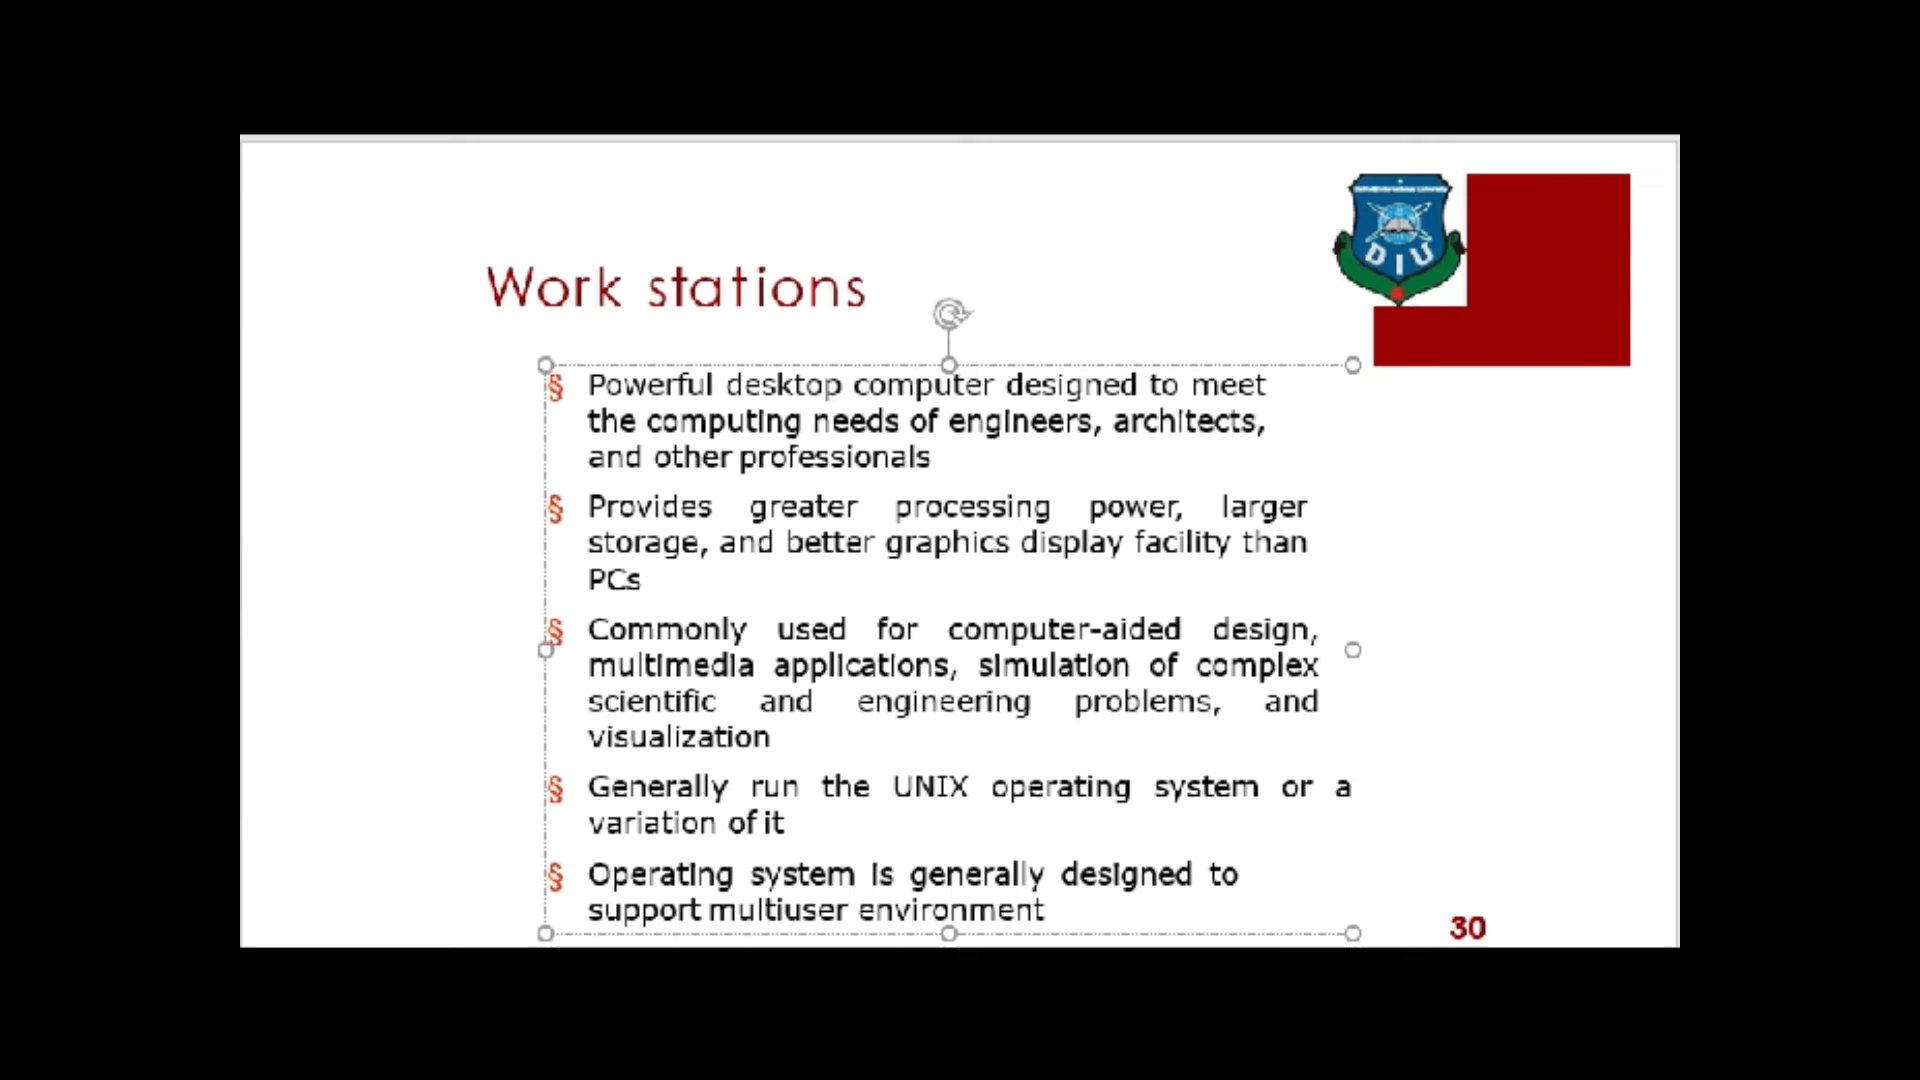 Work stations
DIU
§ Powerful desktop computer designed to meet
the computing needs of engineers, architects,
and other professionals
§ Provides greater processing power, larger
storage, and better graphics display facility than
PCs
§ Commonly used for computer-aided design,
multimedia applications, simulation of complex
scientific and engineering problems, and
visualization
§ Generally run the UNIX operating system or a
variation of it
§ Operating system is generally designed to
support multiuser environment
30